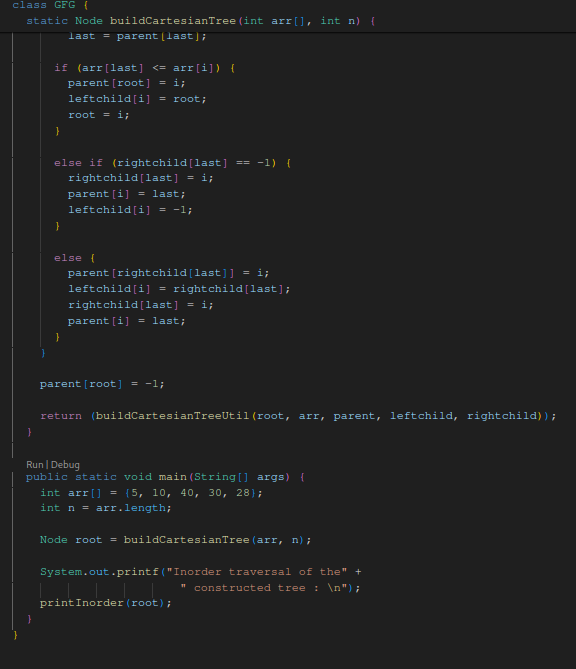 class GFG {
static Node buildCartesianTree(int arr[], int n) {
last = parent[last];
if (arr[last] <= arr[i]) {
parent[root] = i;
leftchild[i] = root;
root = i;
}
else if (rightchild[last] == -1) {
rightchild[last] = i;
parent[i] = last;
leftchild[i] = -1;
}
else {
parent[rightchild[last]] = i;
leftchild[i] = rightchild[last];
rightchild[last] = i;
parent[i] = last;
}
}
parent[root] = -1;
return (buildCartesianTreeUtil(root, arr, parent, leftchild, rightchild));
}
Run | Debug
public static void main(String[] args) {
int arr[] = {5, 10, 40, 30, 28};
int n = arr.length;
Node root = buildCartesianTree(arr, n);
System.out.printf("Inorder traversal of the" +
" constructed tree : \n");
printInorder(root);
}
}